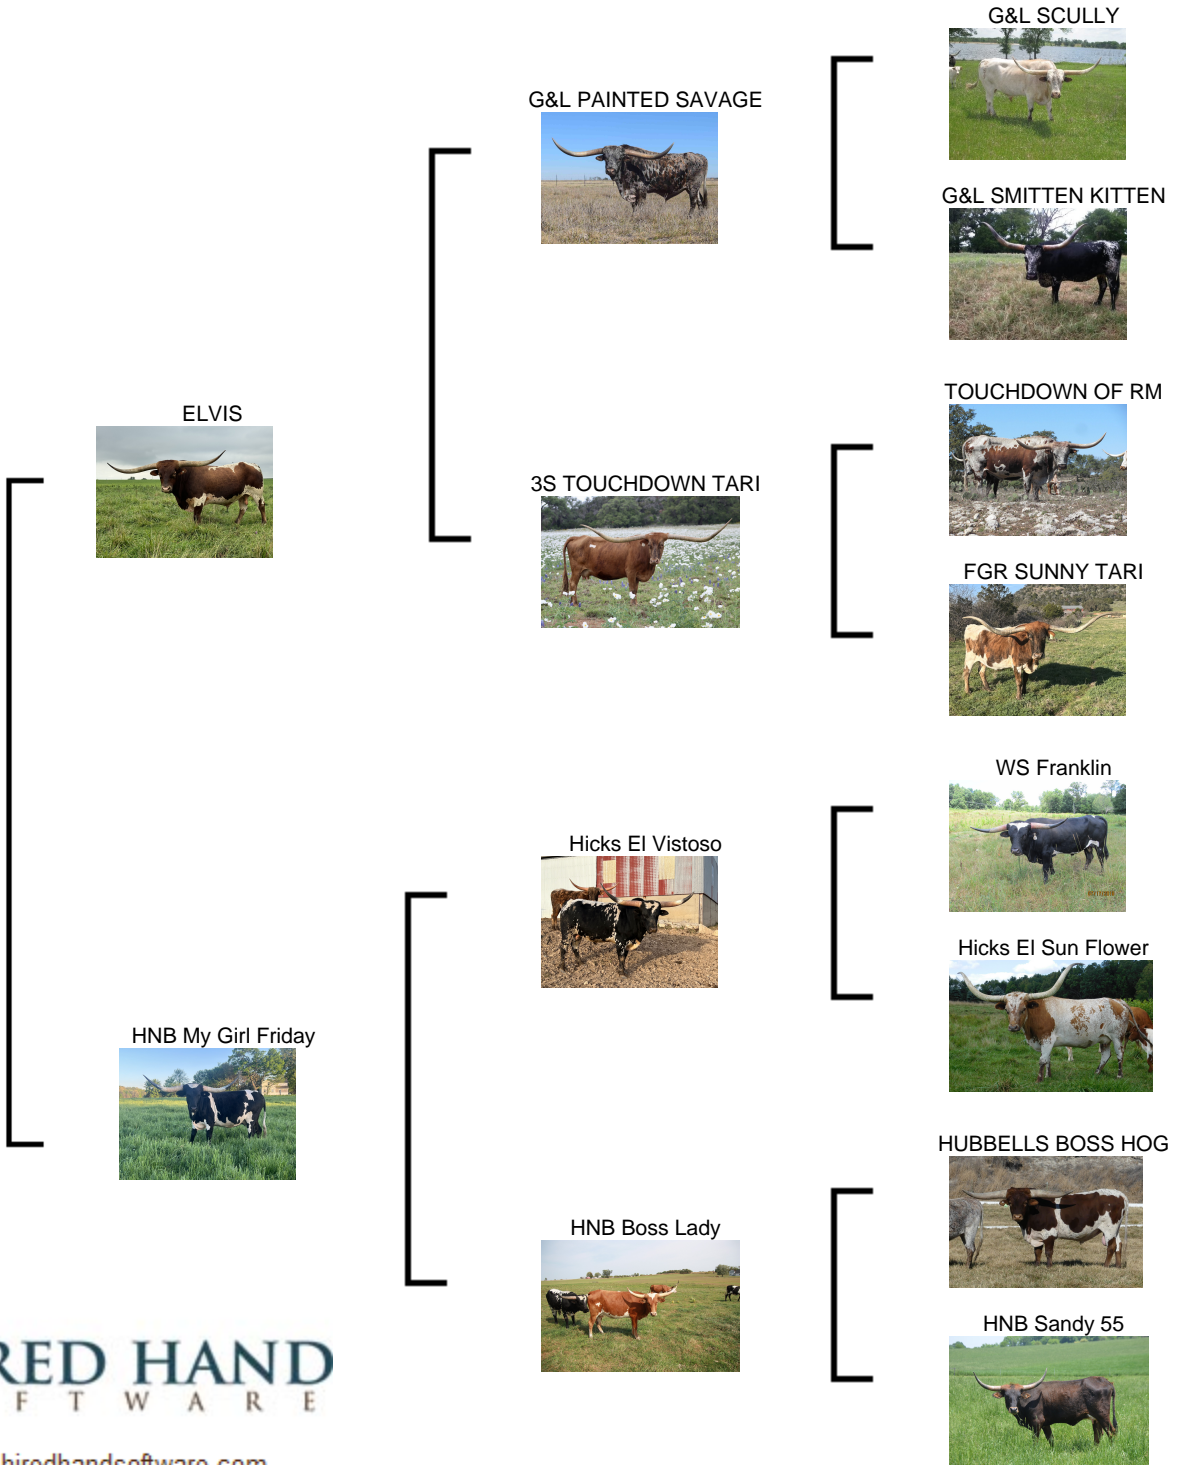 G&L SCULLY
G&L PAINTED SAVAGE
G&L SMITTEN KITTEN
TOUCHDOWN OF RM
ELVIS
3S TOUCHDOWN TARI
FGR SUNNY TARI
WS Franklin
Hicks El Vistoso
Hicks El Sun Flower
HNB My Girl Friday
HUBBELLS BOSS HOG
HNB Boss Lady
HNB Sandy 55
RED HAND
F T W A R E
hiredhandsoftware.com